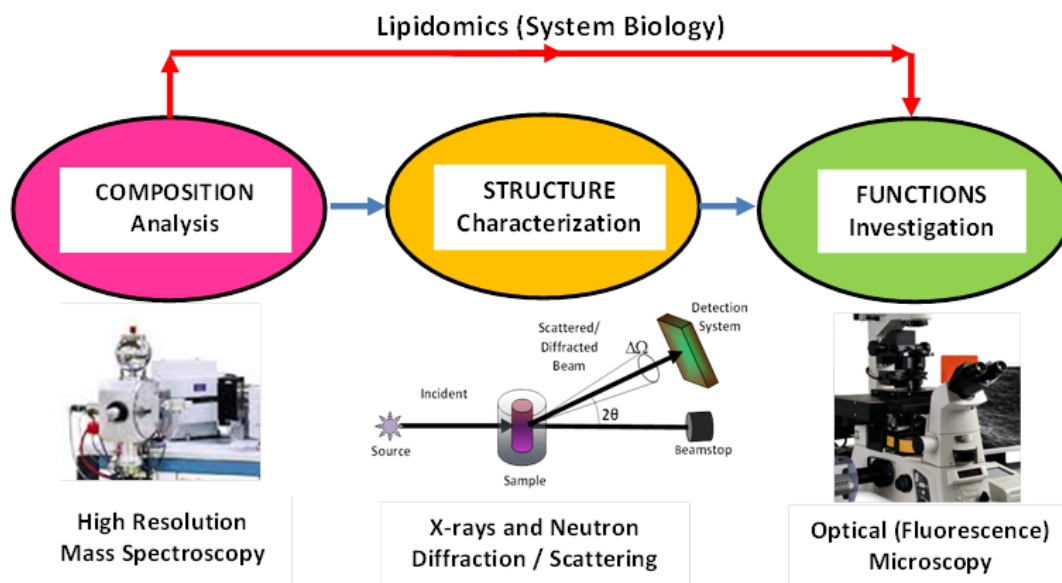 Lipidomics (System Biology)
COMPOSITION
Analysis
STRUCTURE
Characterization
FUNCTIONS
Investigation
Scattered/
Diffracted
Beam
Detection
System
ΔΩ
Incident
2θ
Source
Sample
Beamstop
High Resolution
Mass Spectroscopy
X-rays and Neutron
Diffraction / Scattering
Optical (Fluorescence)
Microscopy